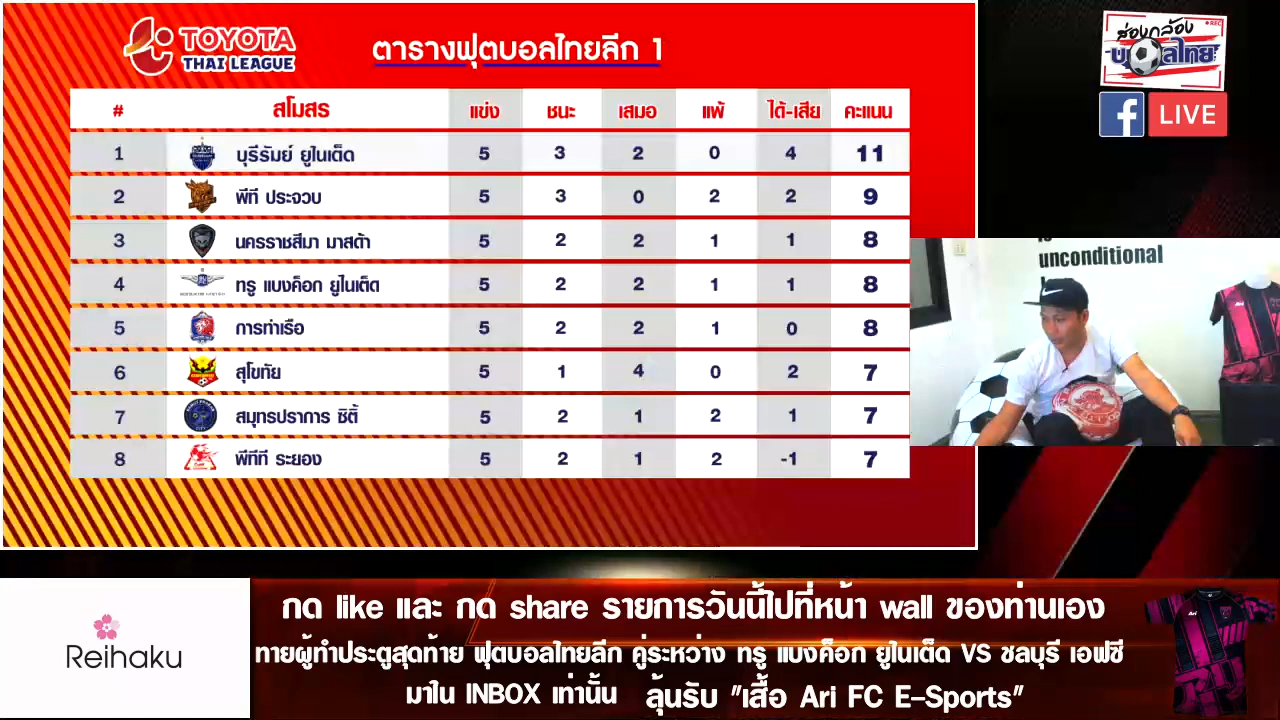 TOYOTA
THAI LEAGUE
ตารางฟุตบอลไทยลีก 1
# สโมสร แข่ง ชนะ เสมอ แพ้ ได้-เสีย คะแนน
1 บุรีรัมย์ ยูไนเต็ด 5 3 2 0 4 11
2 พีที ประจวบ 5 3 0 2 2 9
3 นครราชสีมา มาสด้า 5 2 2 1 1 8
4 ทรู แบงค็อก ยูไนเต็ด 5 2 2 1 1 8
5 การท่าเรือ 5 2 2 1 0 8
6 สุโขทัย 5 1 4 0 2 7
7 สมุทรปราการ ซิตี้ 5 2 1 2 1 7
8 พีทีที ระยอง 5 2 1 2 -1 7
ส่องกล้อง
REC
บอลไทย
f LIVE
unconditional
Ari
Reihaku
กด like และ กด share รายการวันนี้ไปที่หน้า wall ของท่านเอง
ทายผู้ทำประตูสุดท้าย ฟุตบอลไทยลีก คู่ระหว่าง ทรู แบงค็อก ยูไนเต็ด VS ชลบุรี เอฟซี
มาใน INBOX เท่านั้น ลุ้นรับ "เสื้อ Ari FC E-Sports"
Ari